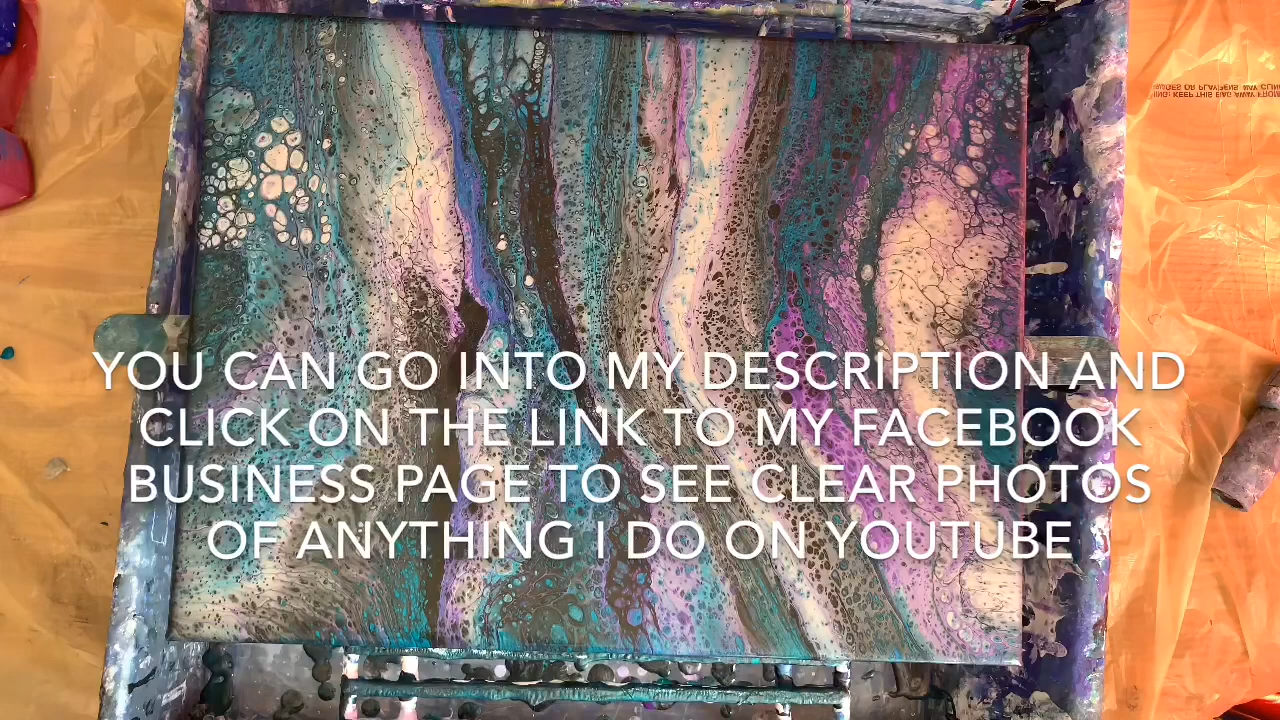 YOU CAN GO INTO MY DESCRIPTION AND
CLICK ON THE LINK TO MY FACEBOOK
BUSINESS PAGE TO SEE CLEAR PHOTOS
OF ANYTHING I DO ON YOUTUBE